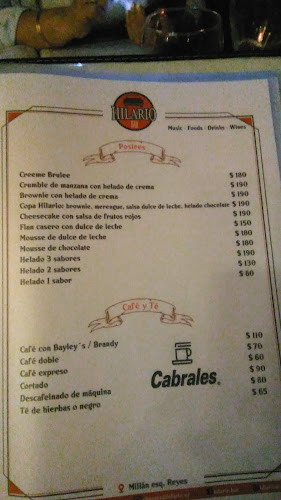 HILARIO
Music · Foods · Drinks · Wines
Postres
Creeme Brulee $ 180
Crumble de manzana con helado de crema $ 190
Brownie con helado de crema $ 190
Copa Hilario: brownie, merengue, salsa dulce de leche, helado chocolate $ 190
Cheesecake con salsa de frutos rojos $ 190
Flan casero con dulce de leche $ 150
Mousse de dulce de leche $ 180
Mousse de chocolate $ 180
Helado 3 sabores $ 190
Helado 2 sabores $ 130
Helado 1 sabor $ 80
Café y Té
Café con Bayley´s / Brandy $ 110
Café doble $ 70
Café expreso $ 60
Cortado $ 90
Descafeinado de máquina $ 80
Té de hierbas o negro $ 65
Cabrales®
Millán esq. Reyes